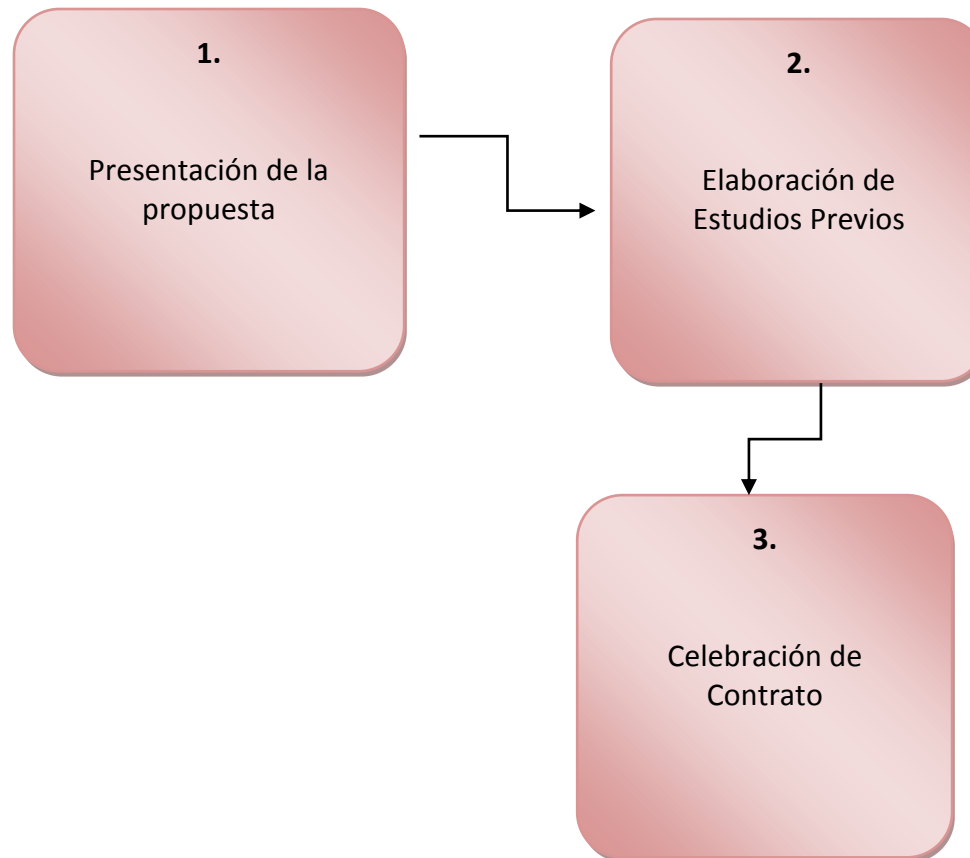 1.
Presentación de la
propuesta
2.
Elaboración de
Estudios Previos
3.
Celebración de
Contrato